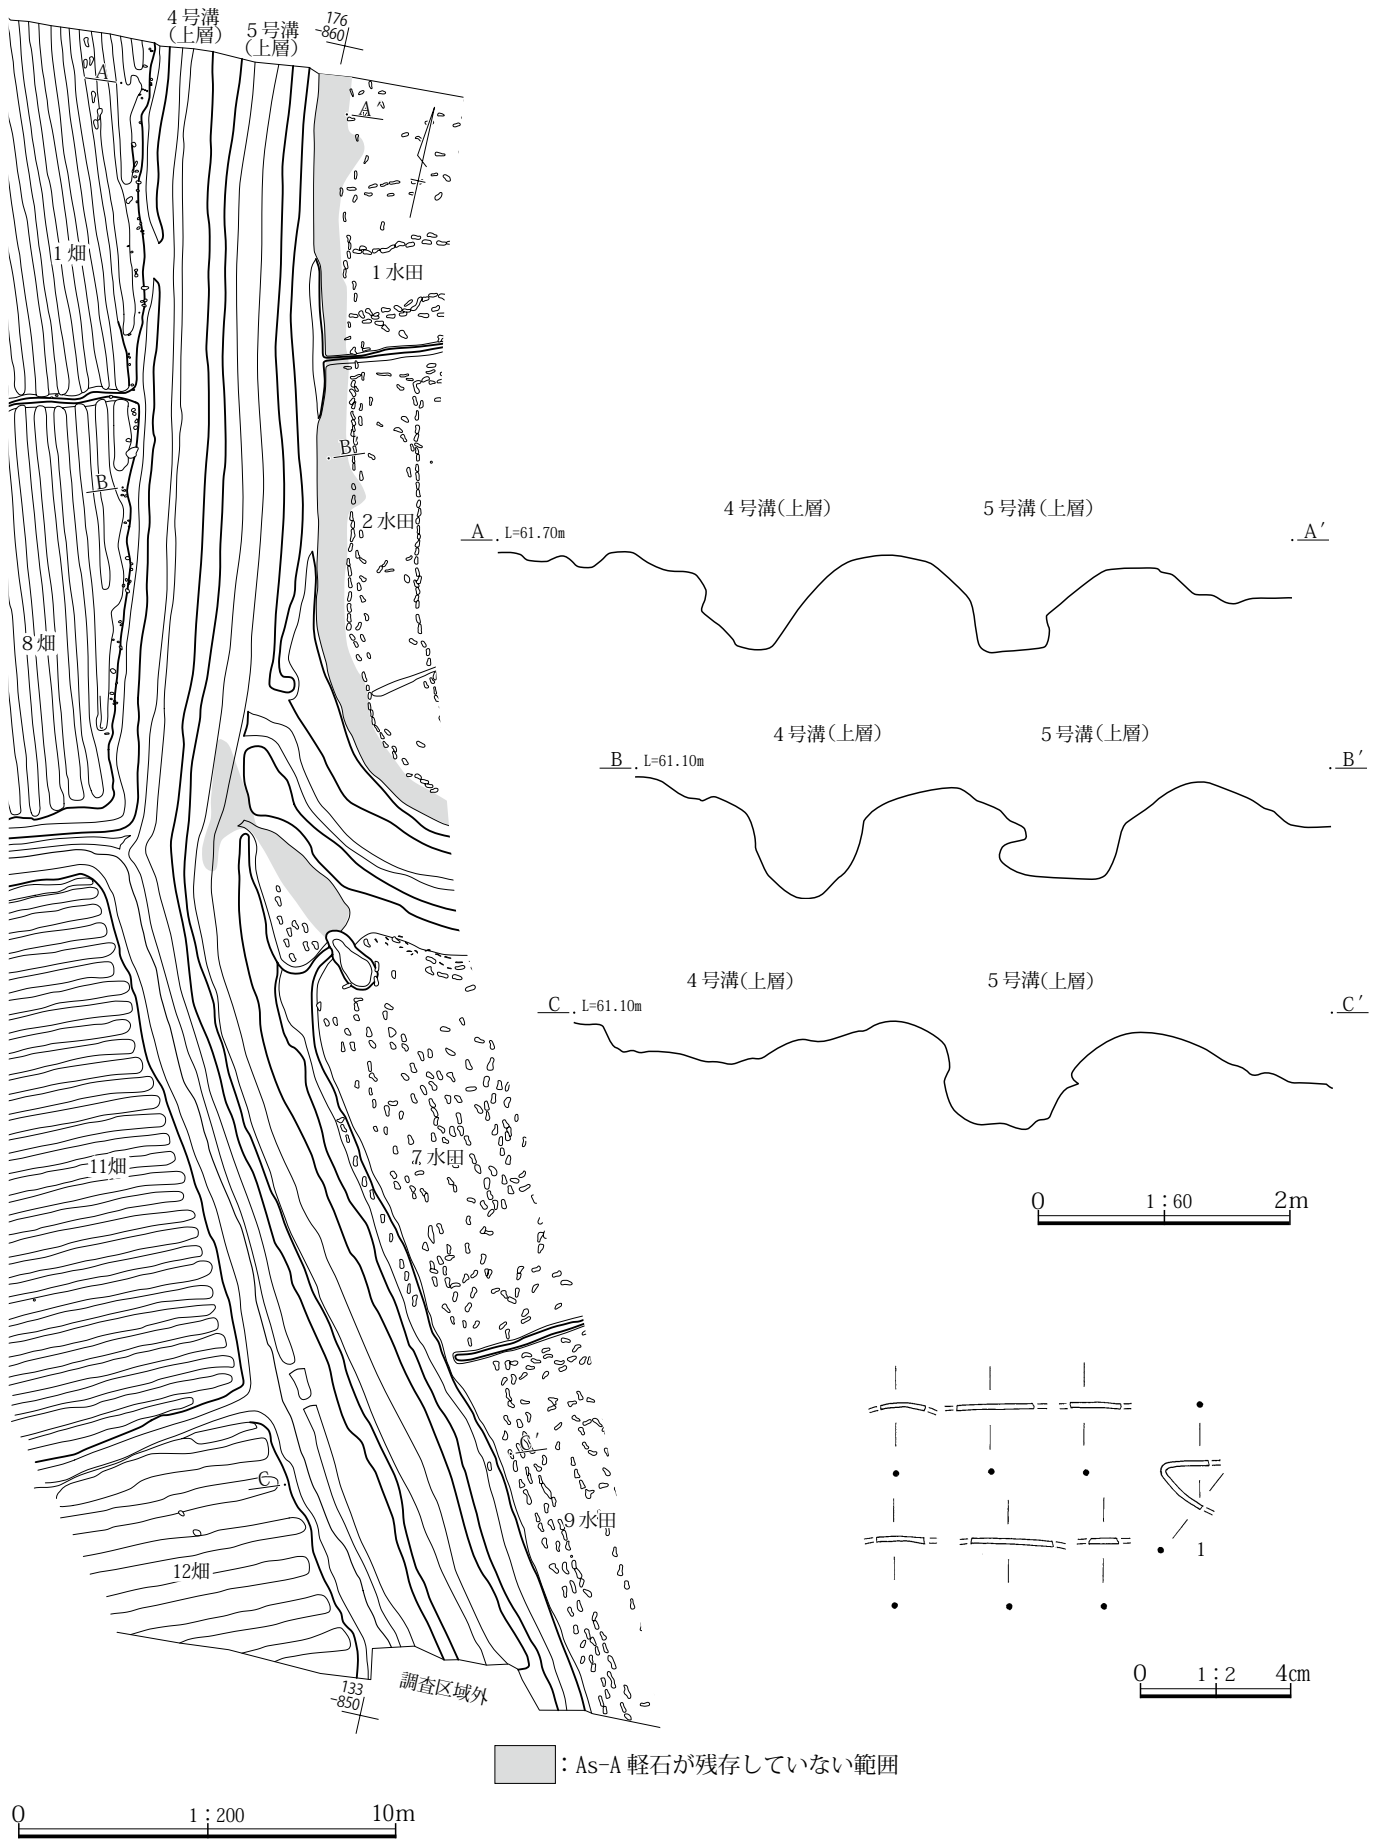 4号溝
(上層)
5号溝
(上層)
176
-860
A
A′
1畑
1水田
B
B′
2水田
8畑
11畑
7水田
C
C′
9水田
12畑
133
-850
調査区域外
4号溝(上層)
5号溝(上層)
A
L=61.70m
A′
4号溝(上層)
5号溝(上層)
B
L=61.10m
B′
4号溝(上層)
5号溝(上層)
C
L=61.10m
C′
0 1:60 2m
1
0 1:2 4cm
:As-A 軽石が残存していない範囲
0 1:200 10m